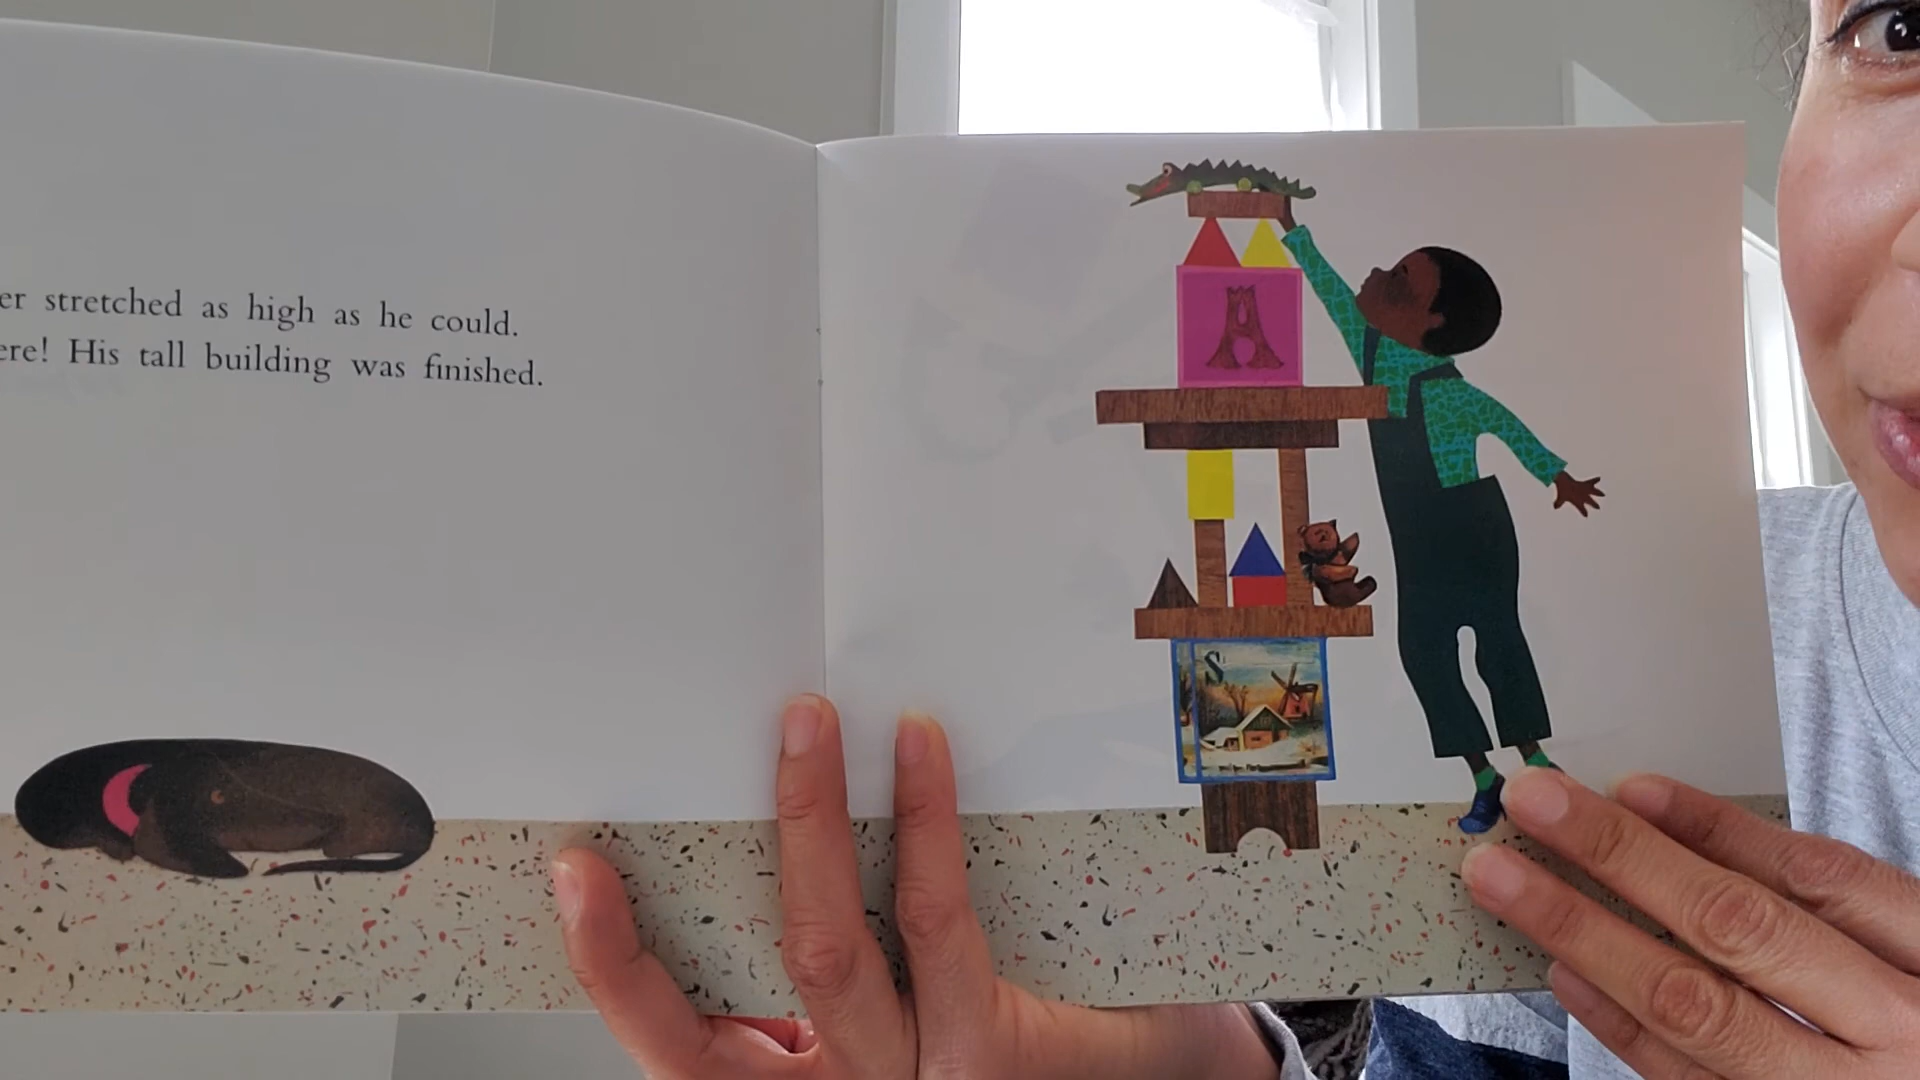 er stretched as high as he could.
ere! His tall building was finished.
A
S